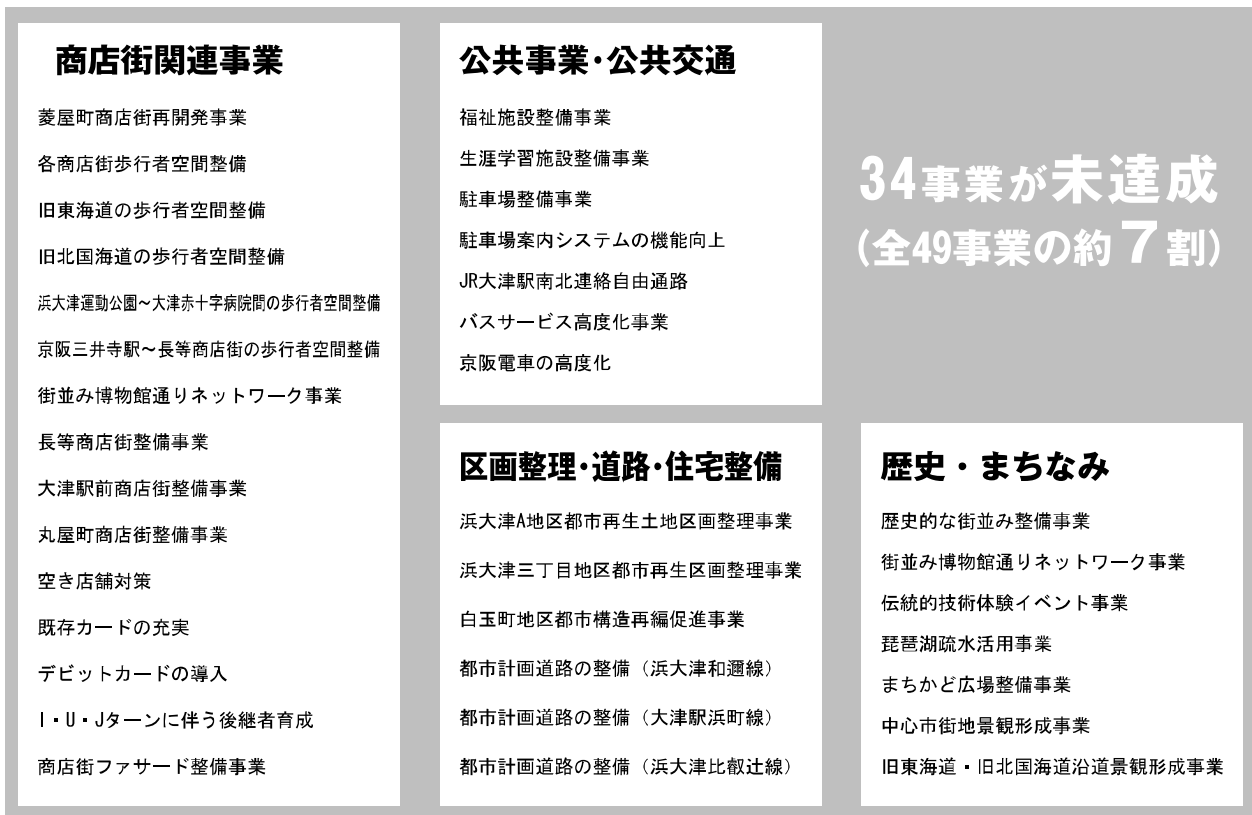 商店街関連事業
菱屋町商店街再開発事業
各商店街歩行者空間整備
旧東海道の歩行者空間整備
旧北国海道の歩行者空間整備
浜大津運動公園～大津赤十字病院間の歩行者空間整備
京阪三井寺駅～長等商店街の歩行者空間整備
街並み博物館通りネットワーク事業
長等商店街整備事業
大津駅前商店街整備事業
丸屋町商店街整備事業
空き店舗対策
既存カードの充実
デビットカードの導入
I・U・Jターンに伴う後継者育成
商店街ファサード整備事業
公共事業・公共交通
福祉施設整備事業
生涯学習施設整備事業
駐車場整備事業
駐車場案内システムの機能向上
JR大津駅南北連絡自由通路
バスサービス高度化事業
京阪電車の高度化
34事業が未達成
(全49事業の約7割)
区画整理・道路・住宅整備
浜大津A地区都市再生土地区画整理事業
浜大津三丁目地区都市再生区画整理事業
白玉町地区都市構造再編促進事業
都市計画道路の整備（浜大津和邇線）
都市計画道路の整備（大津駅浜町線）
都市計画道路の整備（浜大津比叡辻線）
歴史・まちなみ
歴史的な街並み整備事業
街並み博物館通りネットワーク事業
伝統的技術体験イベント事業
琵琶湖疏水活用事業
まちかど広場整備事業
中心市街地景観形成事業
旧東海道・旧北国海道沿道景観形成事業